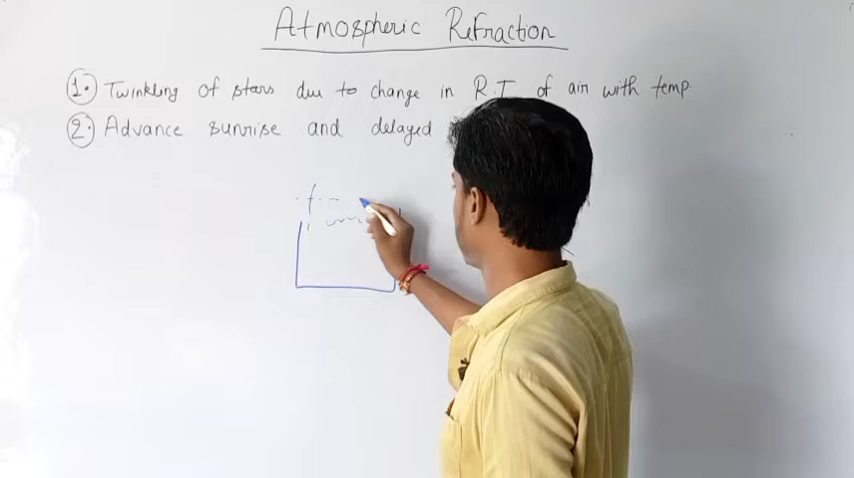 Atmospheric Refraction
1. Twinkling of stars due to change in R.I of air with temp
2. Advance sunrise and delayed